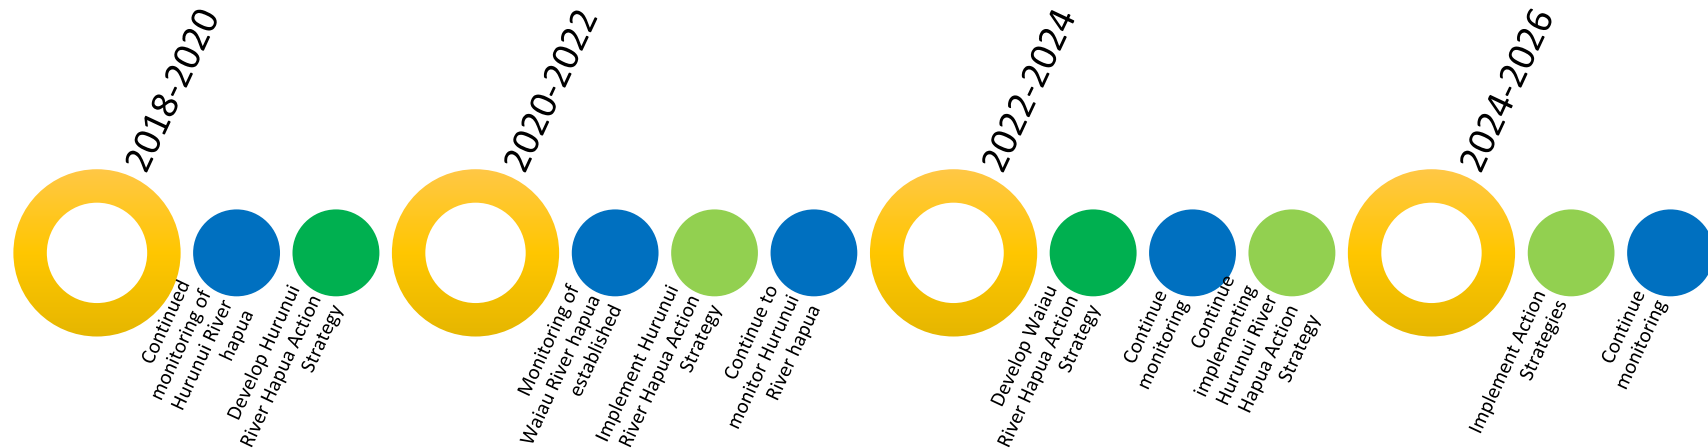 2018-2020
Continued
monitoring of
Hurunui River
hapua
Develop Hurunui
River Hapua Action
Strategy
2020-2022
Monitoring of
Waiau River hapua
established
Implement Hurunui
River Hapua Action
Strategy
Continue to
monitor Hurunui
River hapua
2022-2024
Develop Waiau
River Hapua Action
Strategy
Continue
monitoring
Continue
implementing
Hurunui River
Hapua Action
Strategy
2024-2026
Implement Action
Strategies
Continue
monitoring